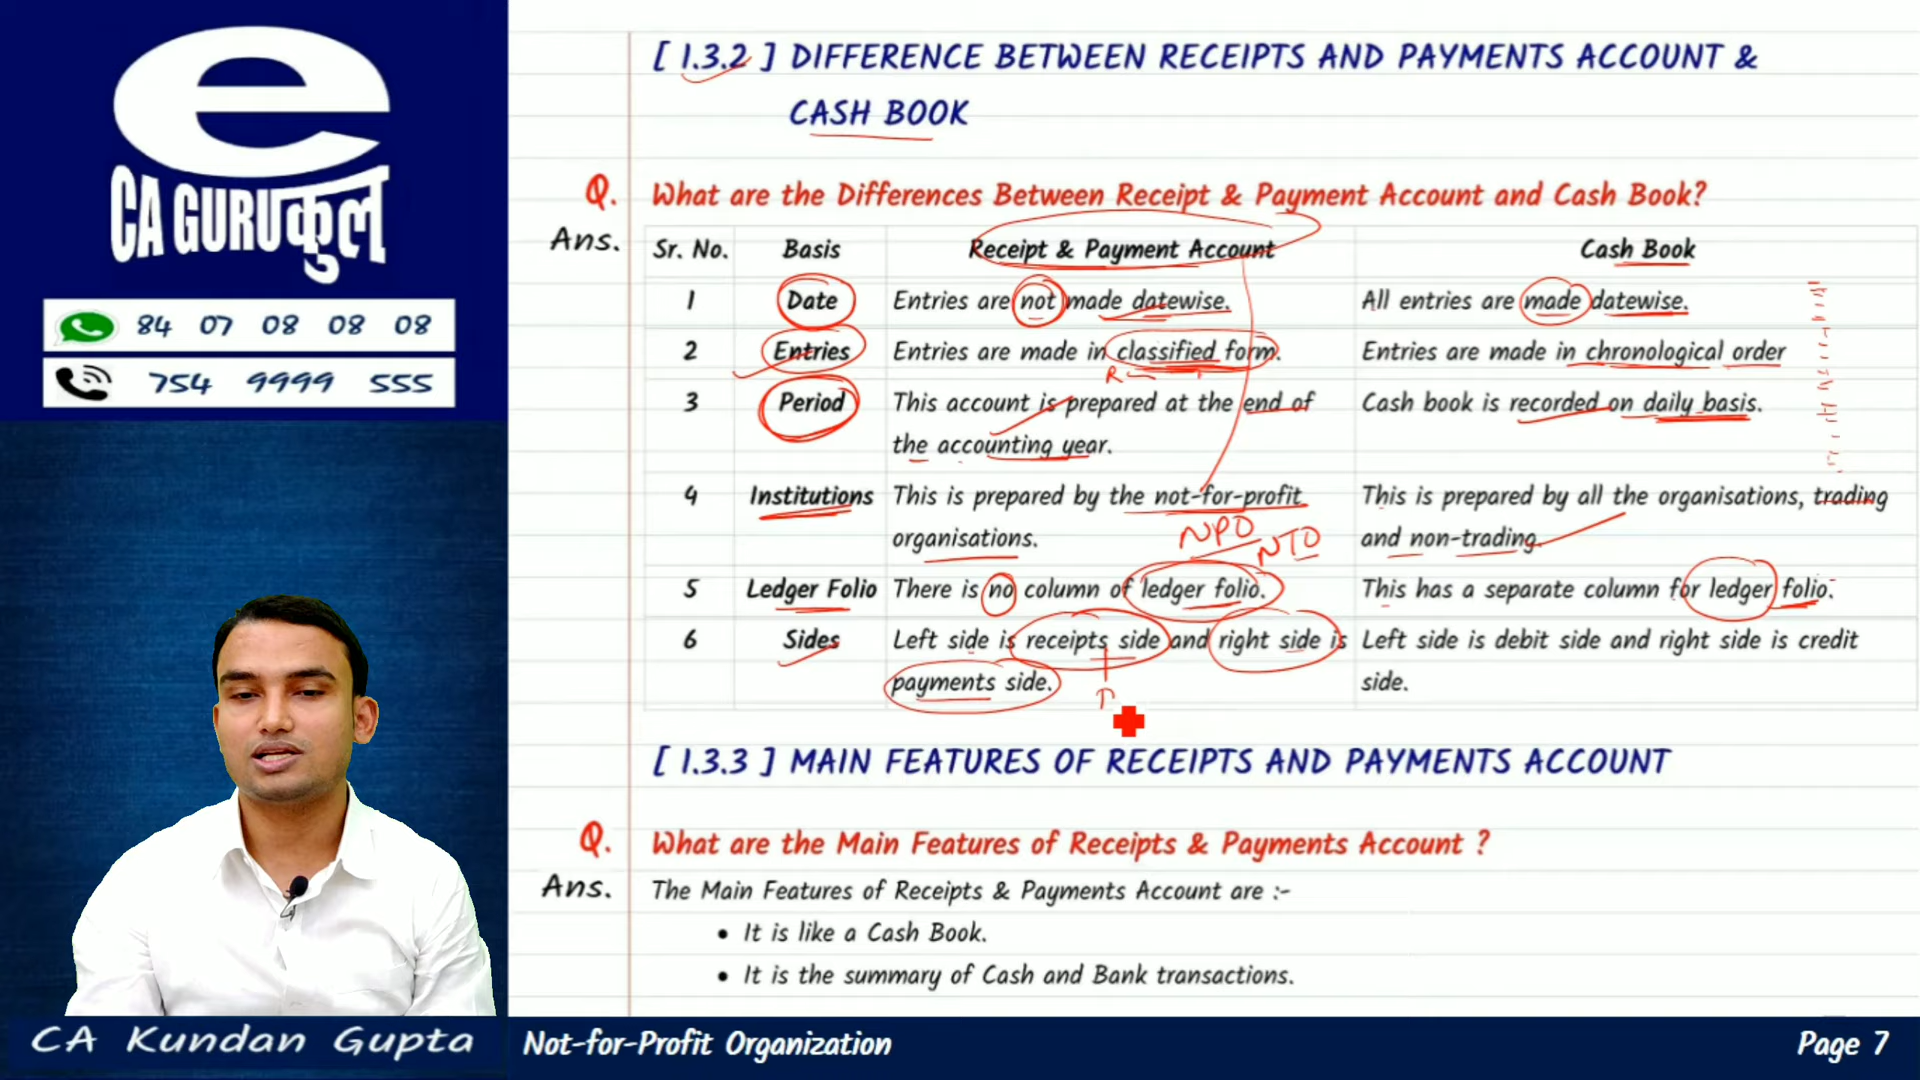 e
CA GURUकुल
84 07 08 08 08
754 9999 555
[ 1.3.2 ] DIFFERENCE BETWEEN RECEIPTS AND PAYMENTS ACCOUNT &
CASH BOOK
Q. What are the Differences Between Receipt & Payment Account and Cash Book?
Ans. Sr. No. Basis Receipt & Payment Account Cash Book
1 Date Entries are not made datewise. All entries are made datewise.
2 Entries Entries are made in classified form. Entries are made in chronological order
R
3 Period This account is prepared at the end of Cash book is recorded on daily basis.
the accounting year.
4 Institutions This is prepared by the not-for-profit This is prepared by all the organisations, trading
organisations. and non-trading.
NPO
NTO
5 Ledger Folio There is no column of ledger folio. This has a separate column for ledger folio.
6 Sides Left side is receipts side and right side is Left side is debit side and right side is credit
payments side. side.
[ 1.3.3 ] MAIN FEATURES OF RECEIPTS AND PAYMENTS ACCOUNT
Q. What are the Main Features of Receipts & Payments Account ?
Ans. The Main Features of Receipts & Payments Account are :-
• It is like a Cash Book.
• It is the summary of Cash and Bank transactions.
CA Kundan Gupta
Not-for-Profit Organization
Page 7